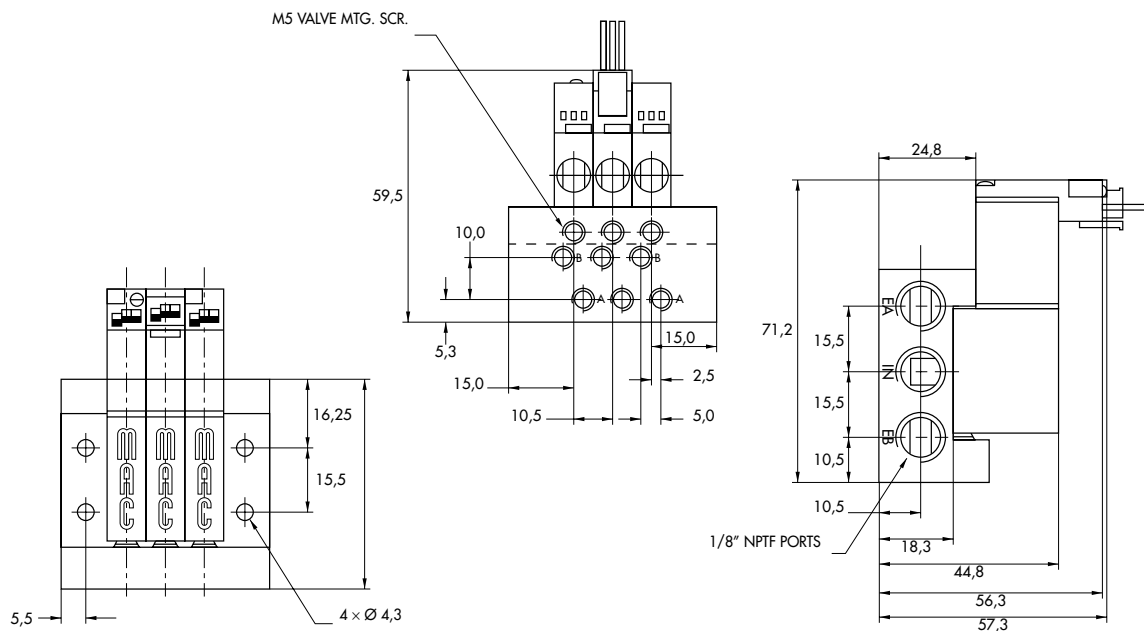 M5 VALVE MTG. SCR.
59,5
10,0
B
B
A
A
5,3
15,0
15,0
2,5
10,5
5,0
MAC
MAC
MAC
16,25
15,5
5,5
4 × Ø 4,3
24,8
71,2
EA
15,5
IN
15,5
EB
10,5
10,5
1/8" NPTF PORTS
18,3
44,8
56,3
57,3